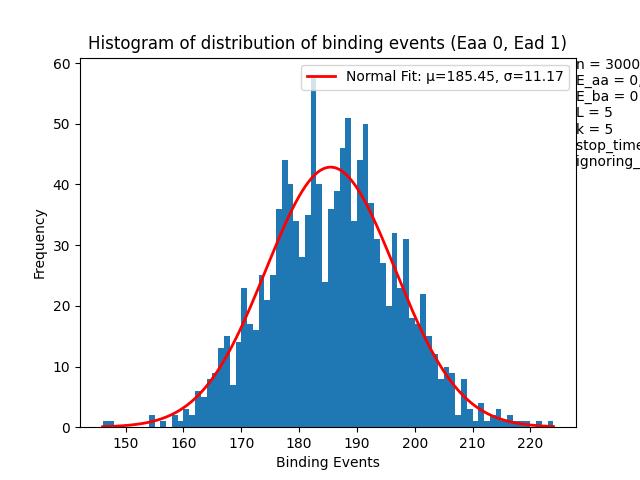 Histogram of distribution of binding events (Eaa 0, Ead 1)
Normal Fit: μ=185.45, σ=11.17
n = 3000
E_aa = 0,
E_ba = 0
L = 5
k = 5
stop_time
ignoring_
Frequency
60
50
40
30
20
10
0
150 160 170 180 190 200 210 220
Binding Events